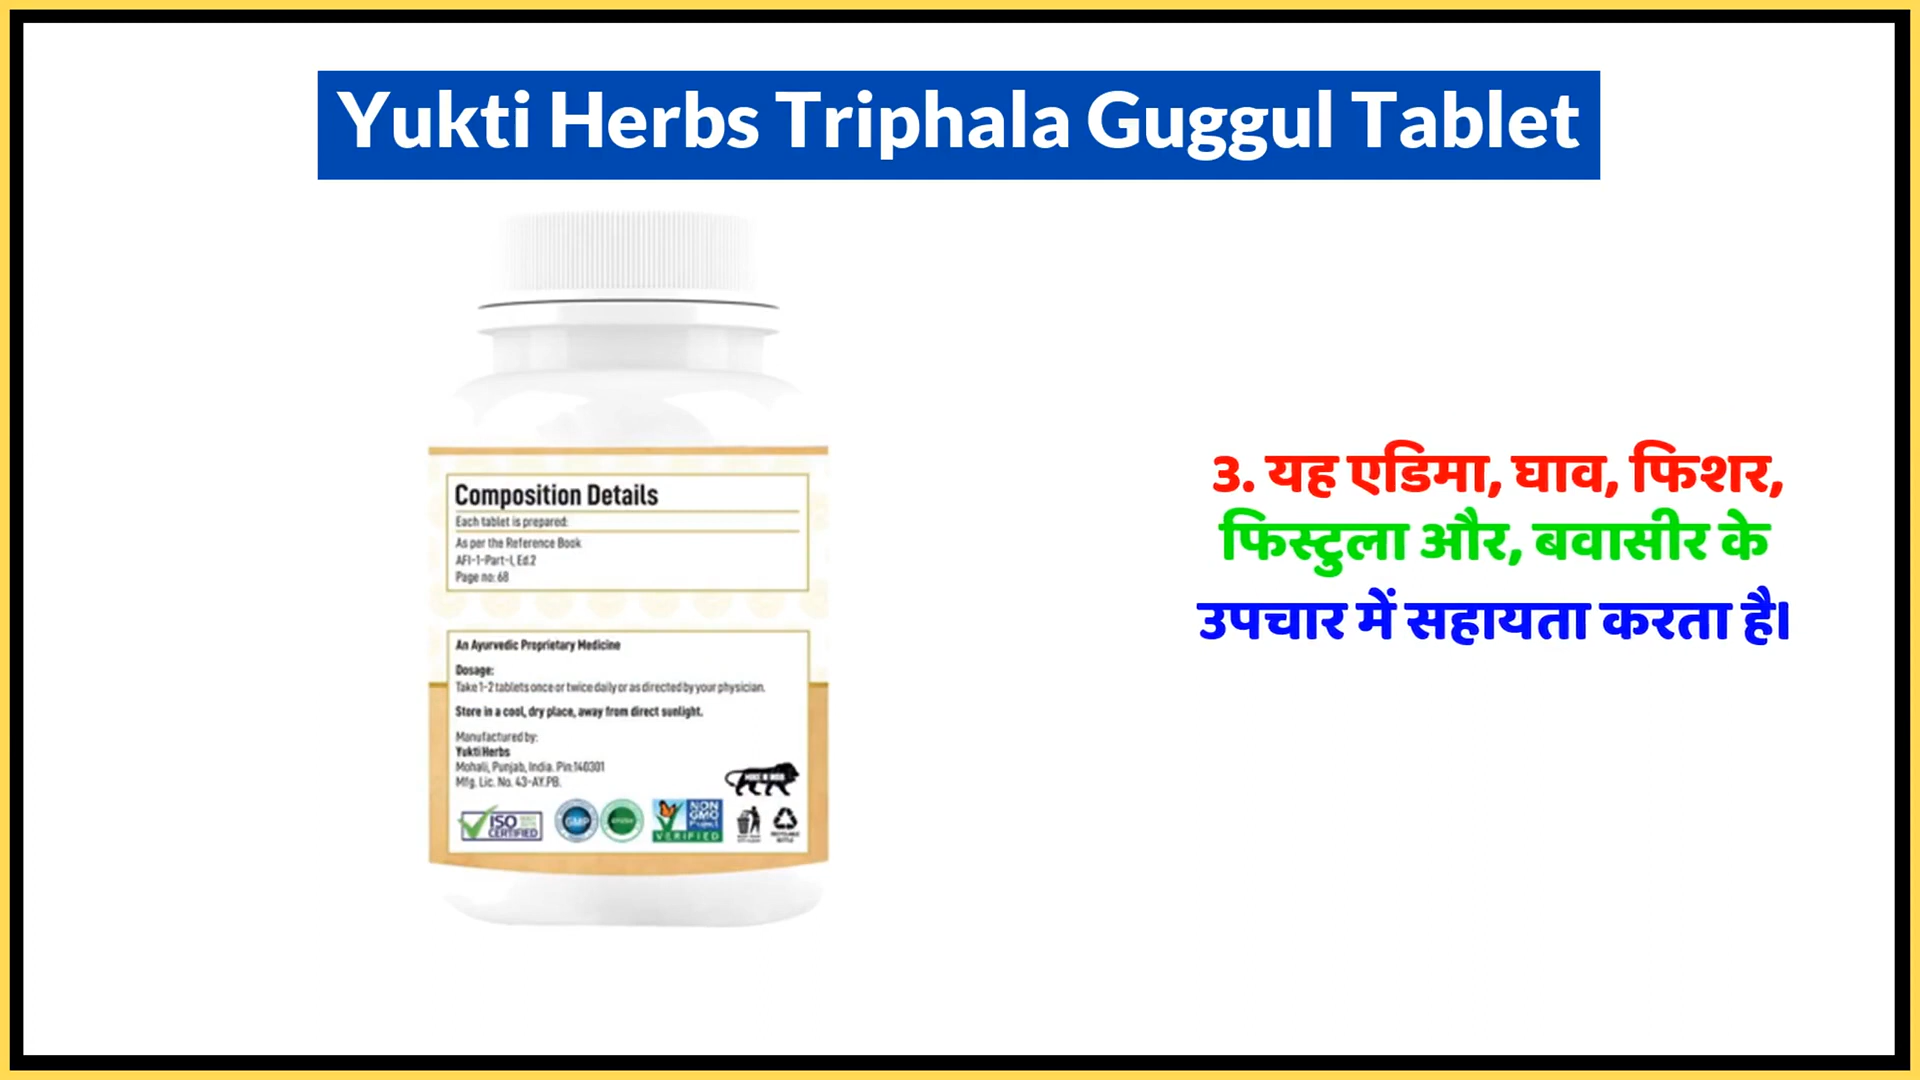 Yukti Herbs Triphala Guggul Tablet
Composition Details
Each tablet is prepared:
As per the Reference Book
AFI-1-Part-I, Ed.2
Page no: 68
An Ayurvedic Proprietary Medicine
Dosage:
Take 1-2 tablets once or twice daily or as directed by your physician.
Store in a cool, dry place, away from direct sunlight.
Manufactured by:
Yukti Herbs
Mohali, Punjab, India. Pin:140301
Mfg. Lic. No. 43-AY.PB.
MAKE IN INDIA
ISO
CERTIFIED
GMP
NON
GMO
Project
VERIFIED
3. यह एडिमा, घाव, फिशर,
फिस्टुला और, बवासीर के
उपचार में सहायता करता है।